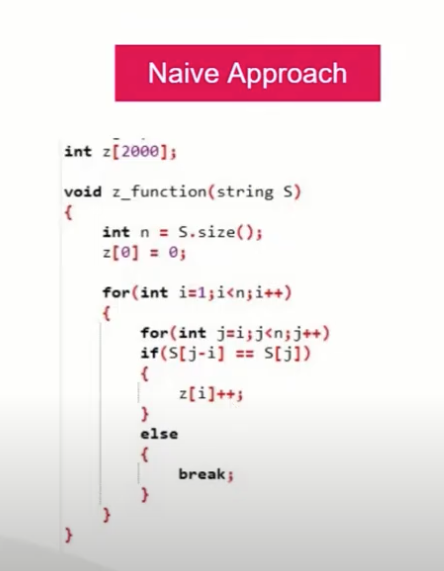 Naive Approach
int z[2000];
void z_function(string S)
{
int n = S.size();
z[0] = 0;
for(int i=1;i<n;i++)
{
for(int j=i;j<n;j++)
if(S[j-i] == S[j])
{
z[i]++;
}
else
{
break;
}
}
}